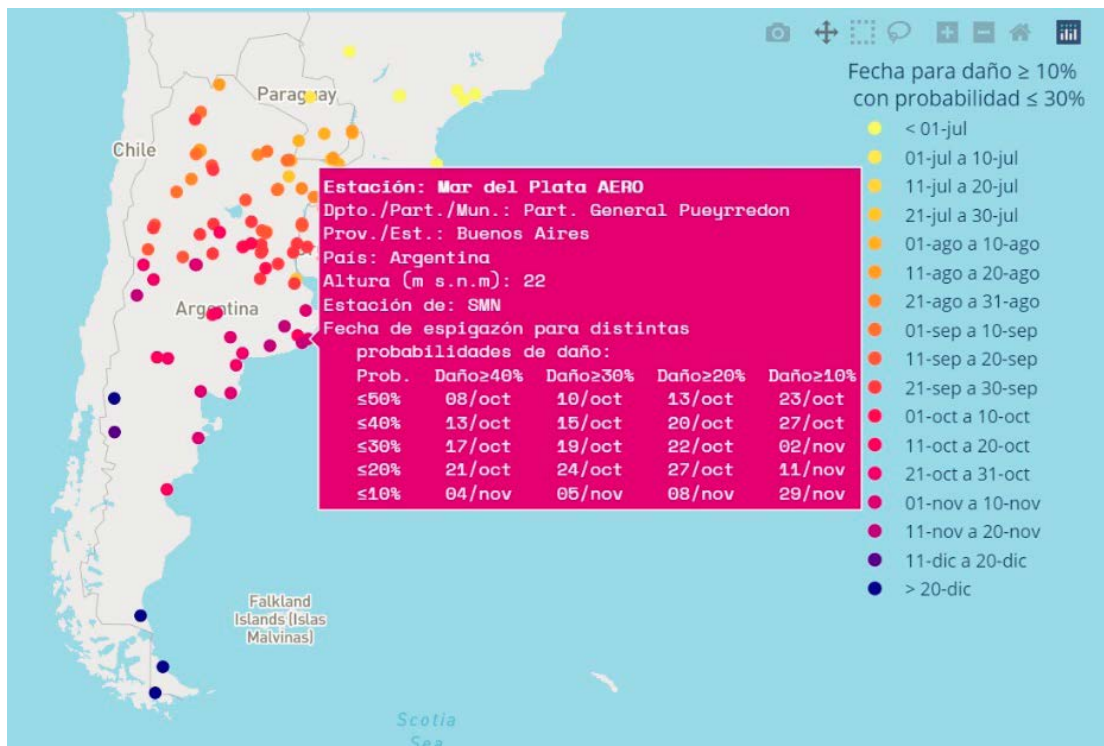 Fecha para daño ≥ 10%
con probabilidad ≤ 30%
< 01-jul
01-jul a 10-jul
11-jul a 20-jul
21-jul a 30-jul
01-ago a 10-ago
11-ago a 20-ago
21-ago a 31-ago
01-sep a 10-sep
11-sep a 20-sep
21-sep a 30-sep
01-oct a 10-oct
11-oct a 20-oct
21-oct a 31-oct
01-nov a 10-nov
11-nov a 20-nov
11-dic a 20-dic
> 20-dic
Paraguay
Chile
Argentina
Estación: Mar del Plata AERO
Dpto./Part./Mun.: Part. General Pueyrredon
Prov./Est.: Buenos Aires
País: Argentina
Altura (m s.n.m): 22
Estación de: SMN
Fecha de espigazón para distintas
probabilidades de daño:
Prob. Daño≥40% Daño≥30% Daño≥20% Daño≥10%
≤50% 08/oct 10/oct 13/oct 23/oct
≤40% 13/oct 15/oct 20/oct 27/oct
≤30% 17/oct 19/oct 22/oct 02/nov
≤20% 21/oct 24/oct 27/oct 11/nov
≤10% 04/nov 05/nov 08/nov 29/nov
Falkland
Islands (Islas
Malvinas)
Scotia
Sea